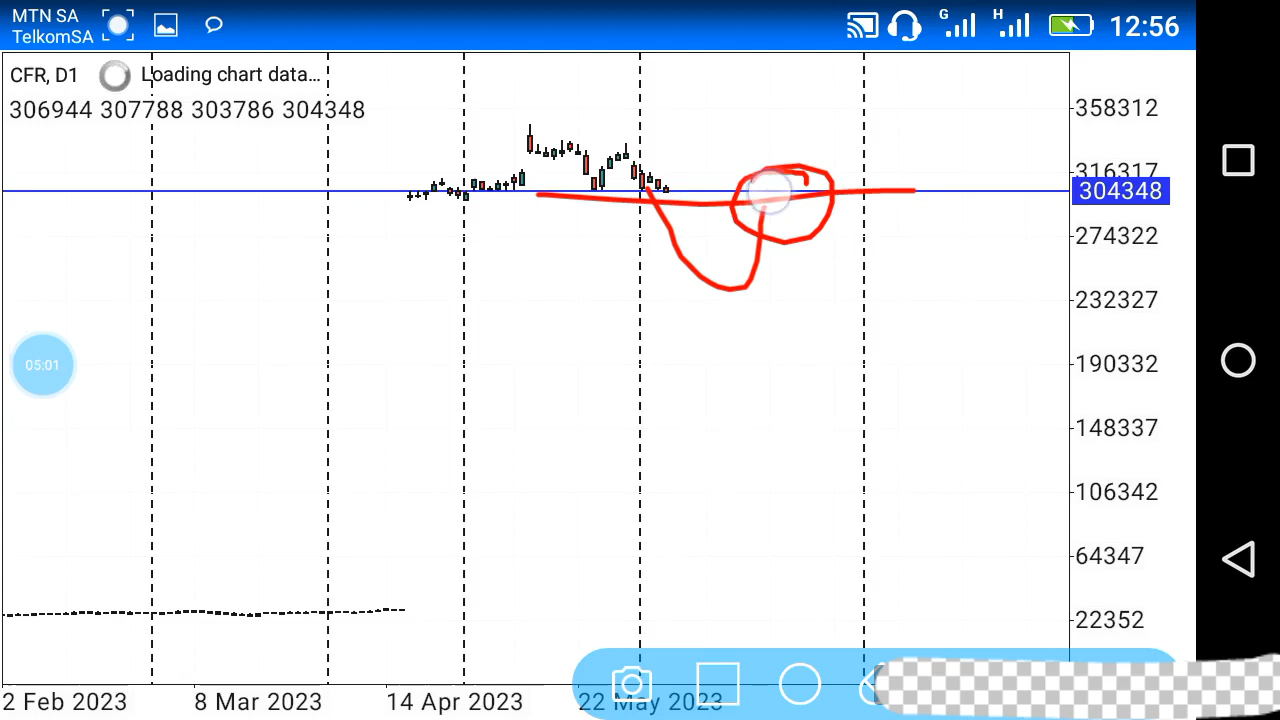 MTN SA
TelkomSA
G
H
12:56
CFR, D1 Loading chart data...
306944 307788 303786 304348
358312
316317
304348
274322
232327
190332
148337
106342
64347
22352
05:01
2 Feb 2023
8 Mar 2023
14 Apr 2023
22 May 2023